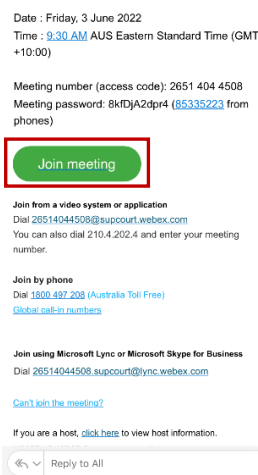 Date : Friday, 3 June 2022
Time : 9:30 AM AUS Eastern Standard Time (GMT
+10:00)
Meeting number (access code): 2651 404 4508
Meeting password: 8kfDjA2dpr4 (85335223 from
phones)
Join meeting
Join from a video system or application
Dial 26514044508@supcourt.webex.com
You can also dial 210.4.202.4 and enter your meeting
number.
Join by phone
Dial 1800 497 208 (Australia Toll Free)
Global call-in numbers
Join using Microsoft Lync or Microsoft Skype for Business
Dial 26514044508.supcourt@lync.webex.com
Can't join the meeting?
If you are a host, click here to view host information.
Reply to All